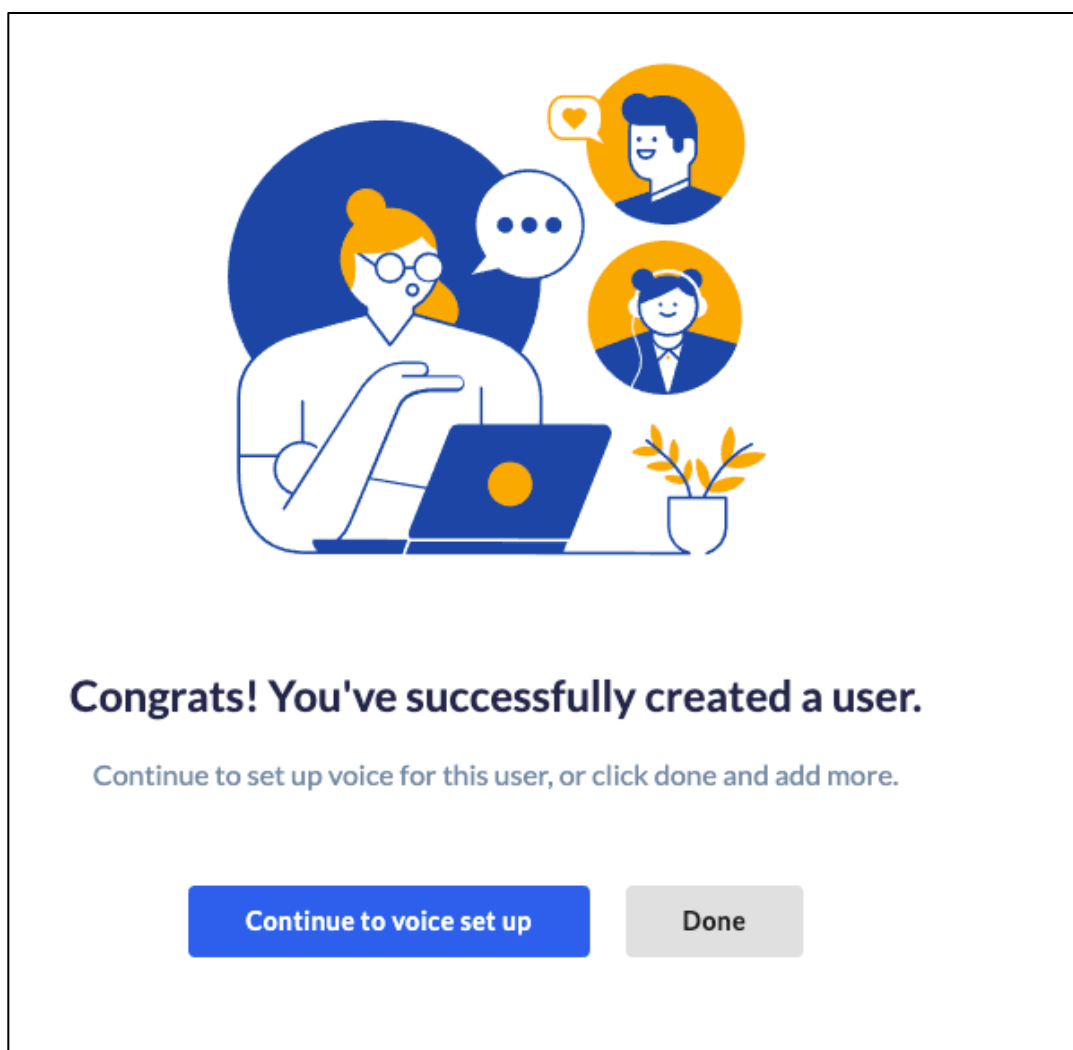 Congrats! You've successfully created a user.
Continue to set up voice for this user, or click done and add more.
Continue to voice set up
Done